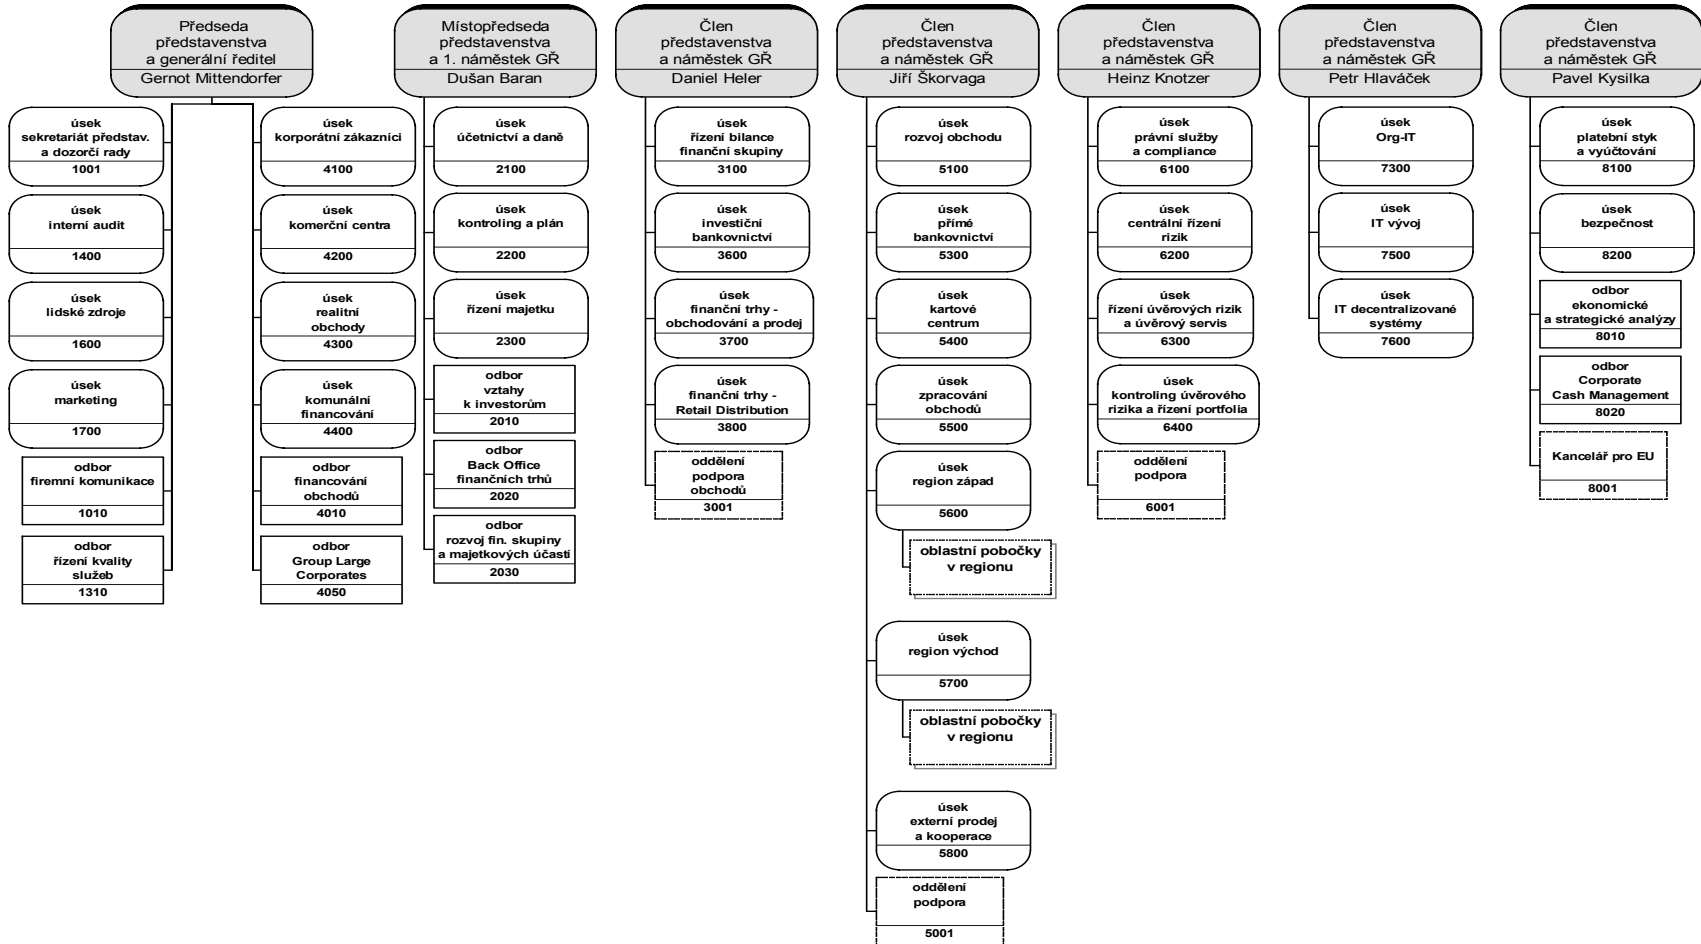 Předseda
představenstva
a generální ředitel
Gernot Mittendorfer
úsek
sekretariát představ.
a dozorčí rady
1001
úsek
interní audit
1400
úsek
lidské zdroje
1600
úsek
marketing
1700
odbor
firemní komunikace
1010
odbor
řízení kvality
služeb
1310
úsek
korporátní zákazníci
4100
úsek
komerční centra
4200
úsek
realitní
obchody
4300
úsek
komunální
financování
4400
odbor
financování
obchodů
4010
odbor
Group Large
Corporates
4050
Místopředseda
představenstva
a 1. náměstek GŘ
Dušan Baran
úsek
účetnictví a daně
2100
úsek
kontroling a plán
2200
úsek
řízení majetku
2300
odbor
vztahy
k investorům
2010
odbor
Back Office
finančních trhů
2020
odbor
rozvoj fin. skupiny
a majetkových účastí
2030
Člen
představenstva
a náměstek GŘ
Daniel Heler
úsek
řízení bilance
finanční skupiny
3100
úsek
investiční
bankovnictví
3600
úsek
finanční trhy -
obchodování a prodej
3700
úsek
finanční trhy -
Retail Distribution
3800
oddělení
podpora
obchodů
3001
Člen
představenstva
a náměstek GŘ
Jiří Škorvaga
úsek
rozvoj obchodu
5100
úsek
přímé
bankovnictví
5300
úsek
kartové
centrum
5400
úsek
zpracování
obchodů
5500
úsek
region západ
5600
oblastní pobočky
v regionu
úsek
region východ
5700
oblastní pobočky
v regionu
úsek
externí prodej
a kooperace
5800
oddělení
podpora
5001
Člen
představenstva
a náměstek GŘ
Heinz Knotzer
úsek
právní služby
a compliance
6100
úsek
centrální řízení
rizik
6200
úsek
řízení úvěrových rizik
a úvěrový servis
6300
úsek
kontroling úvěrového
rizika a řízení portfolia
6400
oddělení
podpora
6001
Člen
představenstva
a náměstek GŘ
Petr Hlaváček
úsek
Org-IT
7300
úsek
IT vývoj
7500
úsek
IT decentralizované
systémy
7600
Člen
představenstva
a náměstek GŘ
Pavel Kysilka
úsek
platební styk
a vyúčtování
8100
úsek
bezpečnost
8200
odbor
ekonomické
a strategické analýzy
8010
odbor
Corporate
Cash Management
8020
Kancelář pro EU
8001